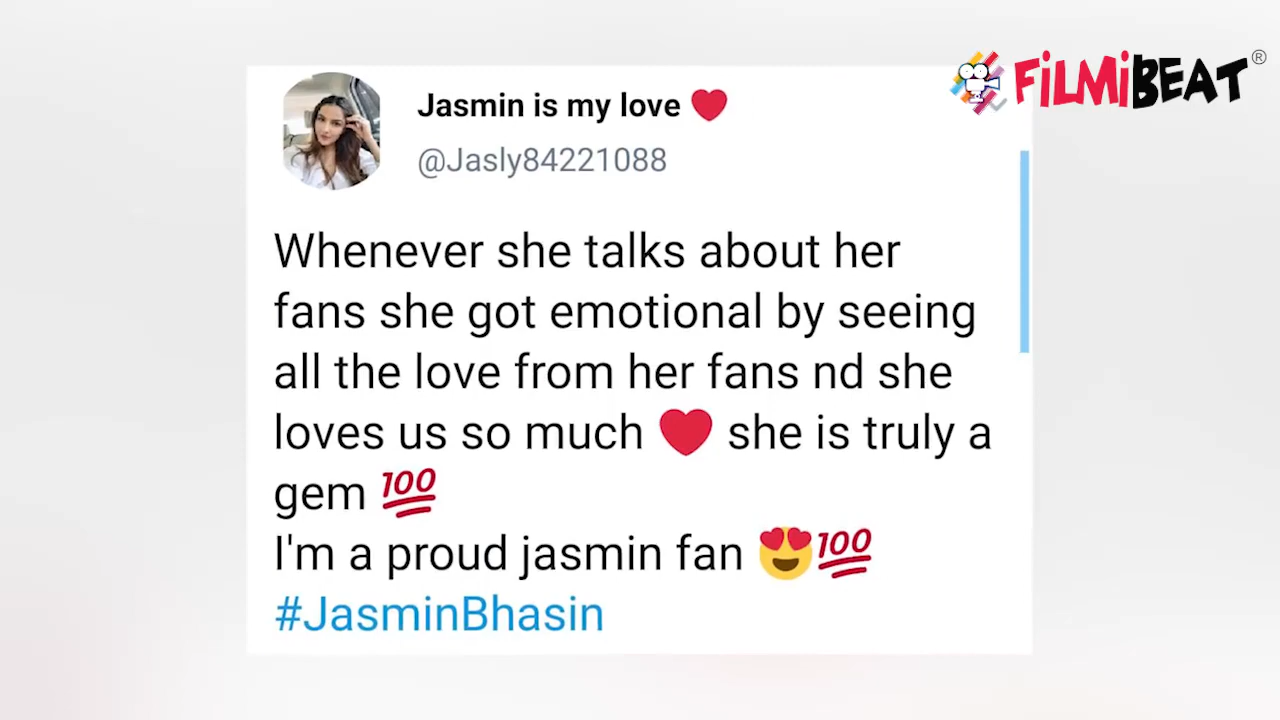 FiLMiBEAT®
Jasmin is my love ❤️
@Jasly84221088
Whenever she talks about her
fans she got emotional by seeing
all the love from her fans nd she
loves us so much ❤️ she is truly a
gem 💯
I'm a proud jasmin fan 😍💯
#JasminBhasin